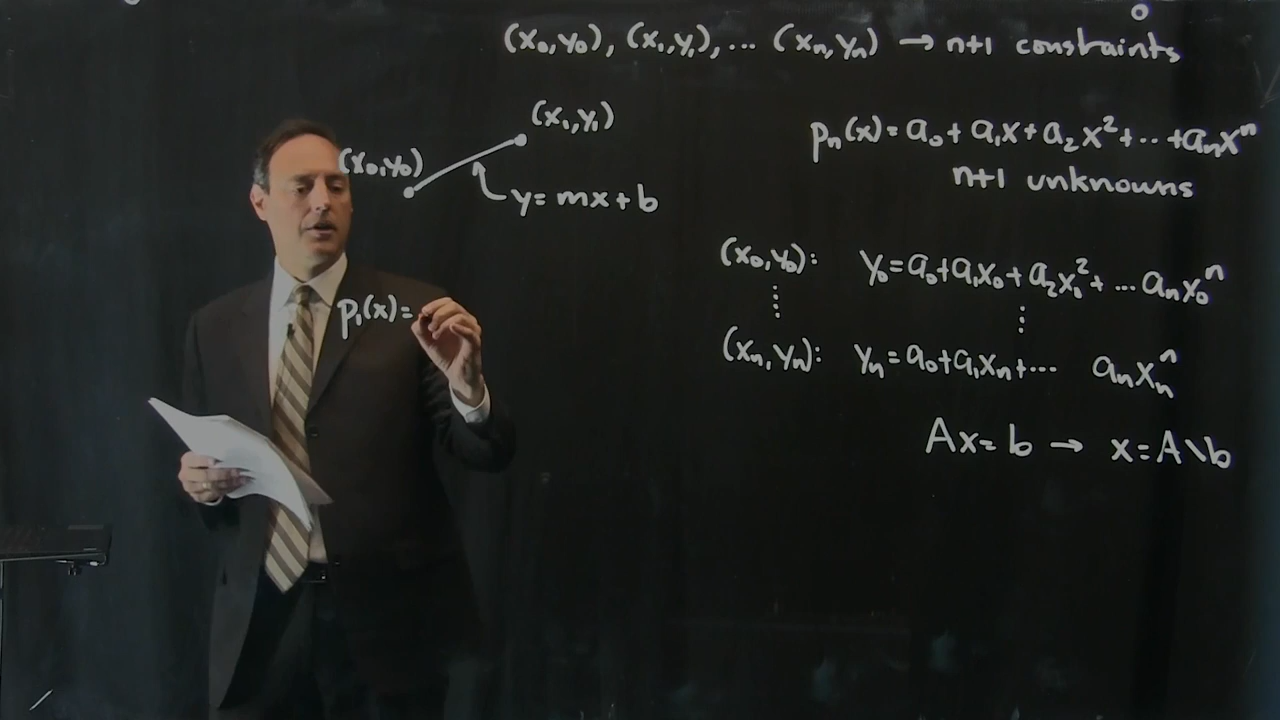 (x₀,y₀), (x₁,y₁), ... (xₙ,yₙ) → n+1 constraints
(x₁,y₁)
(x₀,y₀)
y=mx+b
p₁(x)=
pₙ(x)=a₀+a₁x+a₂x²+...+aₙxⁿ
n+1 unknowns
(x₀,y₀): y₀=a₀+a₁x₀+a₂x₀²+...aₙx₀ⁿ
⋮ ⋮
(xₙ,yₙ): yₙ=a₀+a₁xₙ+... aₙxₙⁿ
Ax=b → x=A\b